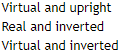 Virtual and upright
Real and inverted
Virtual and inverted